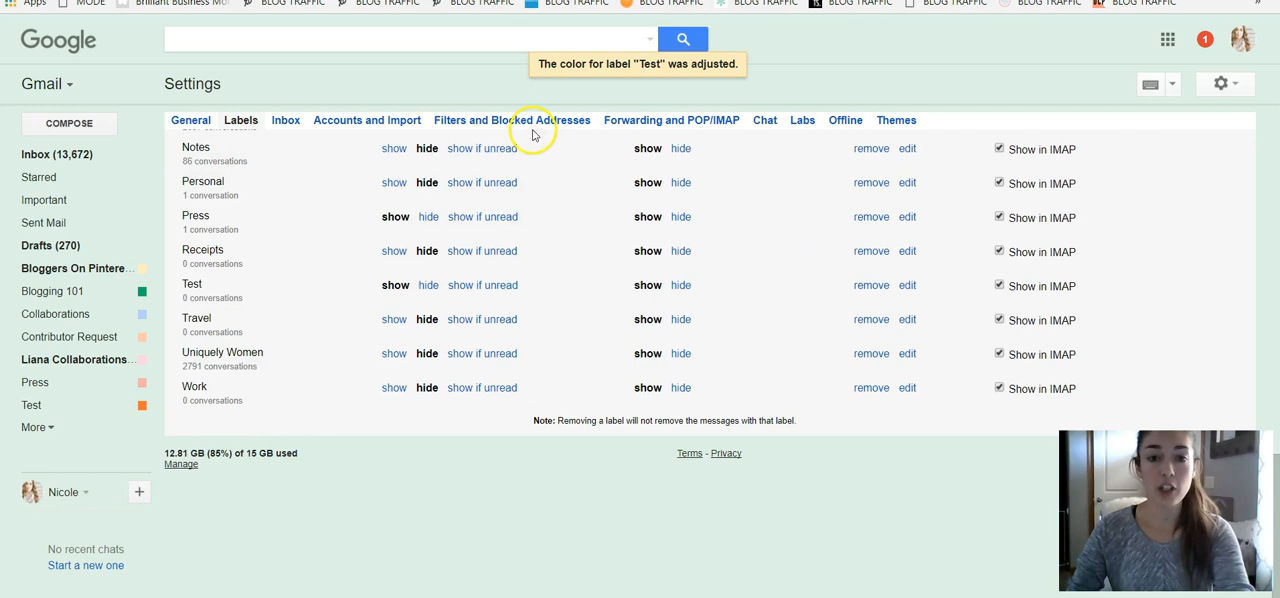 Apps MODE Brilliant Business Mo BLOG TRAFFIC BLOG TRAFFIC BLOG TRAFFIC BLOG TRAFFIC BLOG TRAFFIC BLOG TRAFFIC BLOG TRAFFIC BLOG TRAFFIC BLOG TRAFFIC BLOG TRAFFIC »
Google 1
The color for label "Test" was adjusted.
Gmail Settings
COMPOSE
Inbox (13,672)
Starred
Important
Sent Mail
Drafts (270)
Bloggers On Pintere...
Blogging 101
Collaborations
Contributor Request
Liana Collaborations...
Press
Test
More
Nicole +
No recent chats
Start a new one
General Labels Inbox Accounts and Import Filters and Blocked Addresses Forwarding and POP/IMAP Chat Labs Offline Themes
Notes show hide show if unread show hide remove edit Show in IMAP
86 conversations
Personal show hide show if unread show hide remove edit Show in IMAP
1 conversation
Press show hide show if unread show hide remove edit Show in IMAP
1 conversation
Receipts show hide show if unread show hide remove edit Show in IMAP
0 conversations
Test show hide show if unread show hide remove edit Show in IMAP
0 conversations
Travel show hide show if unread show hide remove edit Show in IMAP
0 conversations
Uniquely Women show hide show if unread show hide remove edit Show in IMAP
2791 conversations
Work show hide show if unread show hide remove edit Show in IMAP
0 conversations
Note: Removing a label will not remove the messages with that label.
12.81 GB (85%) of 15 GB used
Manage
Terms - Privacy